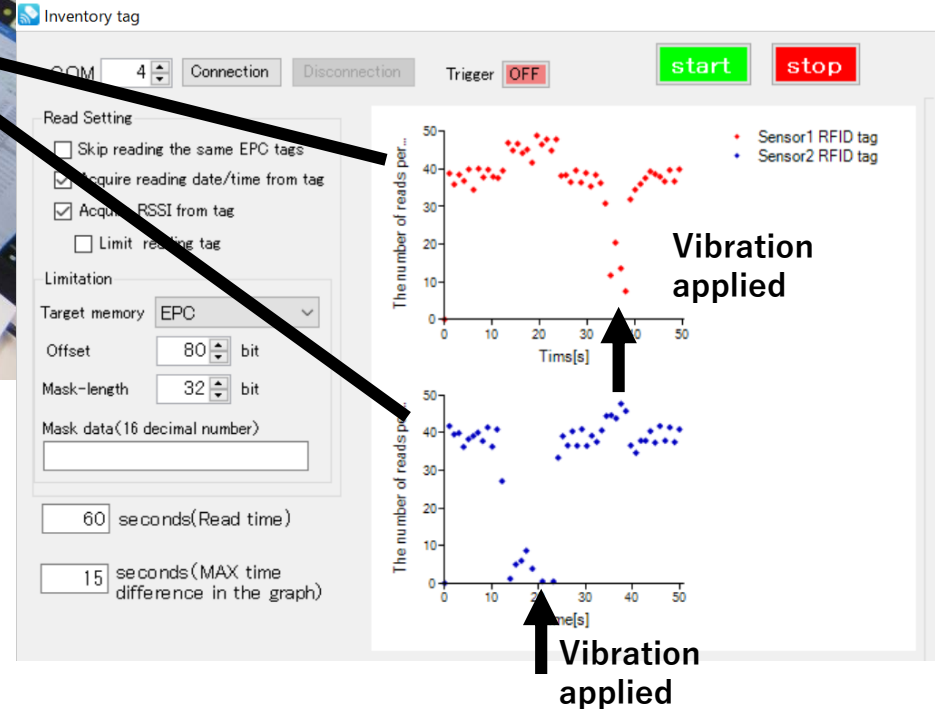 Inventory tag
COM 4 Connection Disconnection Trigger OFF start stop
Read Setting
Skip reading the same EPC tags
Acquire reading date/time from tag
Acquire RSSI from tag
Limit reading tag
Limitation
Target memory EPC
Offset 80 bit
Mask-length 32 bit
Mask data(16 decimal number)
60 seconds(Read time)
15 seconds(MAX time
difference in the graph)
The number of reads per...
50
40
30
20
10
0
0 10 20 30 40 50
Tims[s]
Sensor1 RFID tag
Sensor2 RFID tag
Vibration
applied
The number of reads per...
50
40
30
20
10
0
0 10 20 30 40 50
Time[s]
Vibration
applied